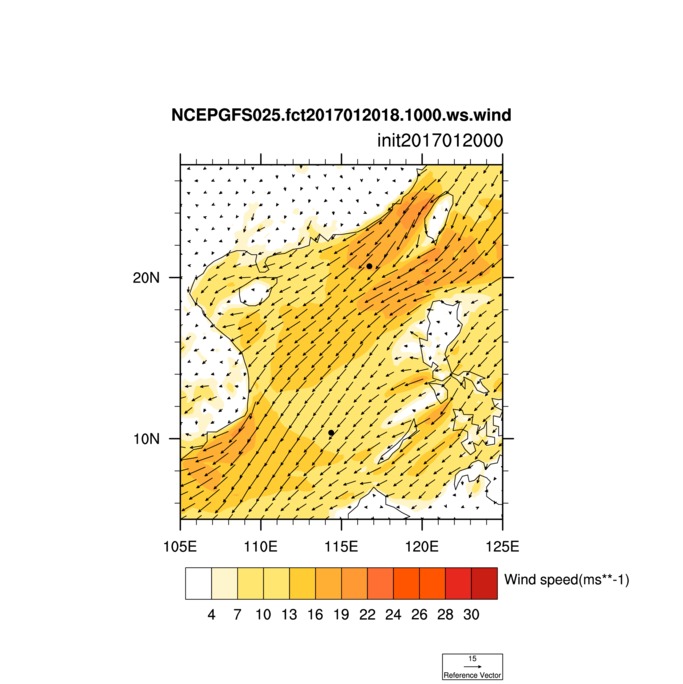 NCEPGFS025.fct2017012018.1000.ws.wind
init2017012000
20N
10N
105E 110E 115E 120E 125E
Wind speed(ms**-1)
4 7 10 13 16 19 22 24 26 28 30
15
Reference Vector